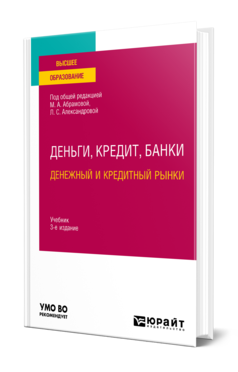 ВЫСШЕЕ
ОБРАЗОВАНИЕ
Под общей редакцией
М. А. Абрамовой,
Л. С. Александровой
ДЕНЬГИ, КРЕДИТ, БАНКИ
ДЕНЕЖНЫЙ И КРЕДИТНЫЙ РЫНКИ
Учебник
3-е издание
УМО ВО
РЕКОМЕНДУЕТ
ЮРАЙТ
ИЗДАТЕЛЬСТВО